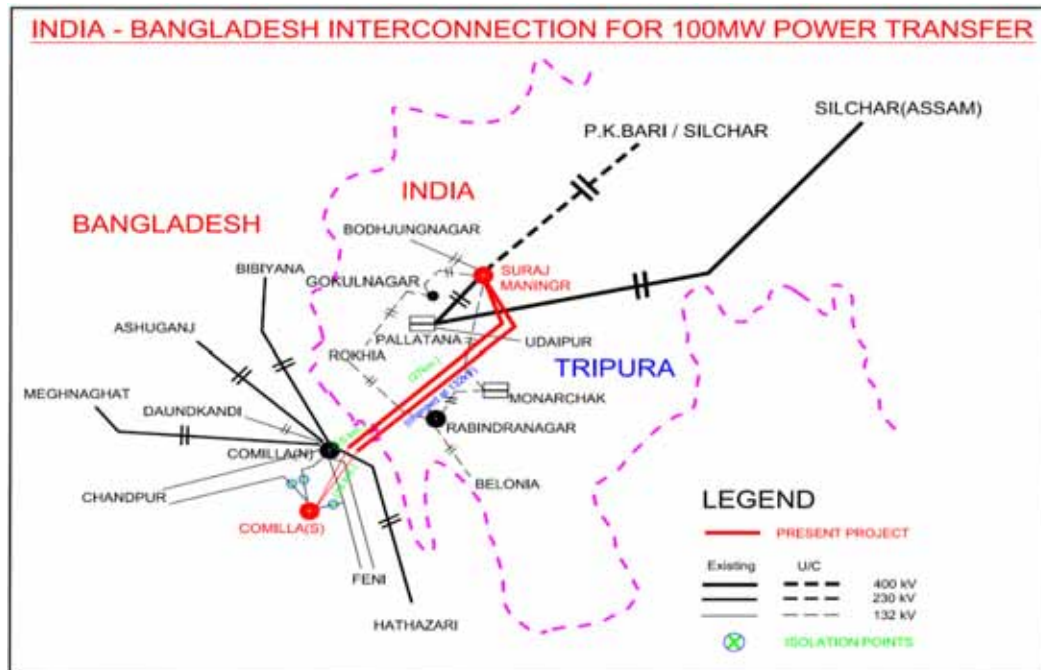 INDIA - BANGLADESH INTERCONNECTION FOR 100MW POWER TRANSFER
SILCHAR(ASSAM)
P.K.BARI / SILCHAR
INDIA
BANGLADESH
BODHJUNGNAGAR
BIBIYANA
GOKULNAGAR
SURAJ
MANINGR
ASHUGANJ
PALLATANA
UDAIPUR
ROKHIA
TRIPURA
MEGHNAGHAT
MONARCHAK
DAUNDKANDI
RABINDRANAGAR
COMILLA(N)
BELONIA
CHANDPUR
COMILLA(S)
FENI
HATHAZARI
LEGEND
PRESENT PROJECT
Existing U/C
400 kV
230 kV
132 kV
ISOLATION POINTS